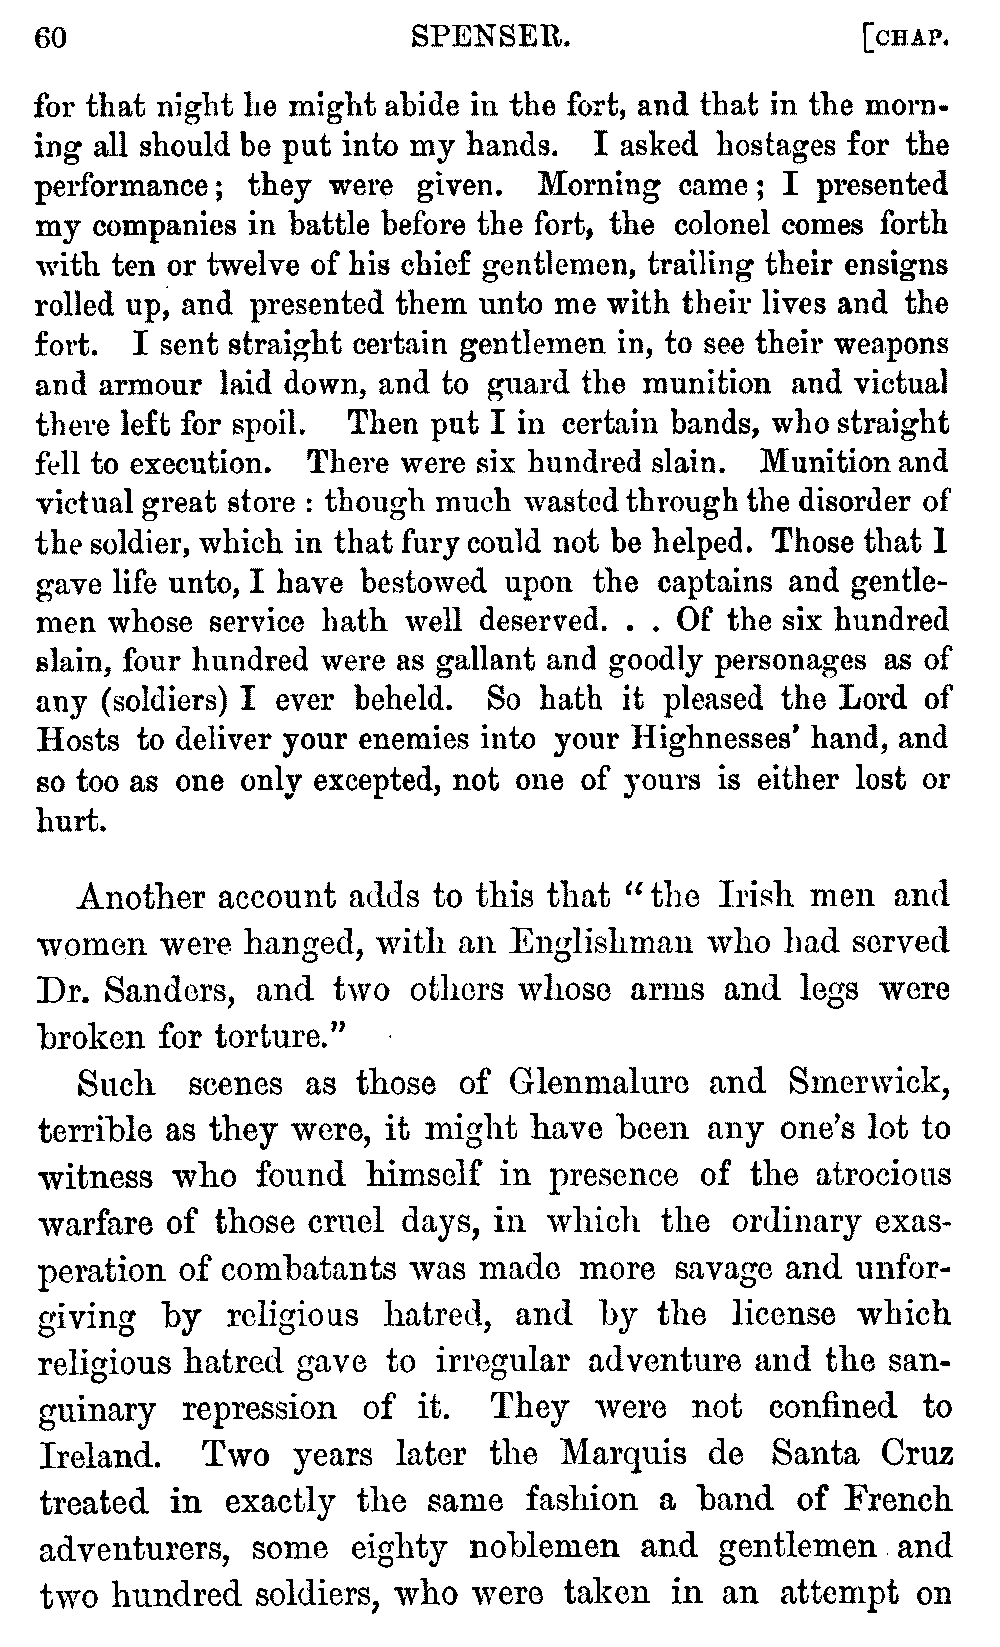 60 SPENSER. [CHAP.
for that night he might abide in the fort, and that in the morn-
ing all should be put into my hands. I asked hostages for the
performance; they were given. Morning came; I presented
my companies in battle before the fort, the colonel comes forth
with ten or twelve of his chief gentlemen, trailing their ensigns
rolled up, and presented them unto me with their lives and the
fort. I sent straight certain gentlemen in, to see their weapons
and armour laid down, and to guard the munition and victual
there left for spoil. Then put I in certain bands, who straight
fell to execution. There were six hundred slain. Munition and
victual great store : though much wasted through the disorder of
the soldier, which in that fury could not be helped. Those that I
gave life unto, I have bestowed upon the captains and gentle-
men whose service hath well deserved. . . Of the six hundred
slain, four hundred were as gallant and goodly personages as of
any (soldiers) I ever beheld. So hath it pleased the Lord of
Hosts to deliver your enemies into your Highnesses' hand, and
so too as one only excepted, not one of yours is either lost or
hurt.
Another account adds to this that "the Irish men and
women were hanged, with an Englishman who had served
Dr. Sanders, and two others whose arms and legs were
broken for torture."
Such scenes as those of Glenmalure and Smerwick,
terrible as they were, it might have been any one's lot to
witness who found himself in presence of the atrocious
warfare of those cruel days, in which the ordinary exas-
peration of combatants was made more savage and unfor-
giving by religious hatred, and by the license which
religious hatred gave to irregular adventure and the san-
guinary repression of it. They were not confined to
Ireland. Two years later the Marquis de Santa Cruz
treated in exactly the same fashion a band of French
adventurers, some eighty noblemen and gentlemen and
two hundred soldiers, who were taken in an attempt on